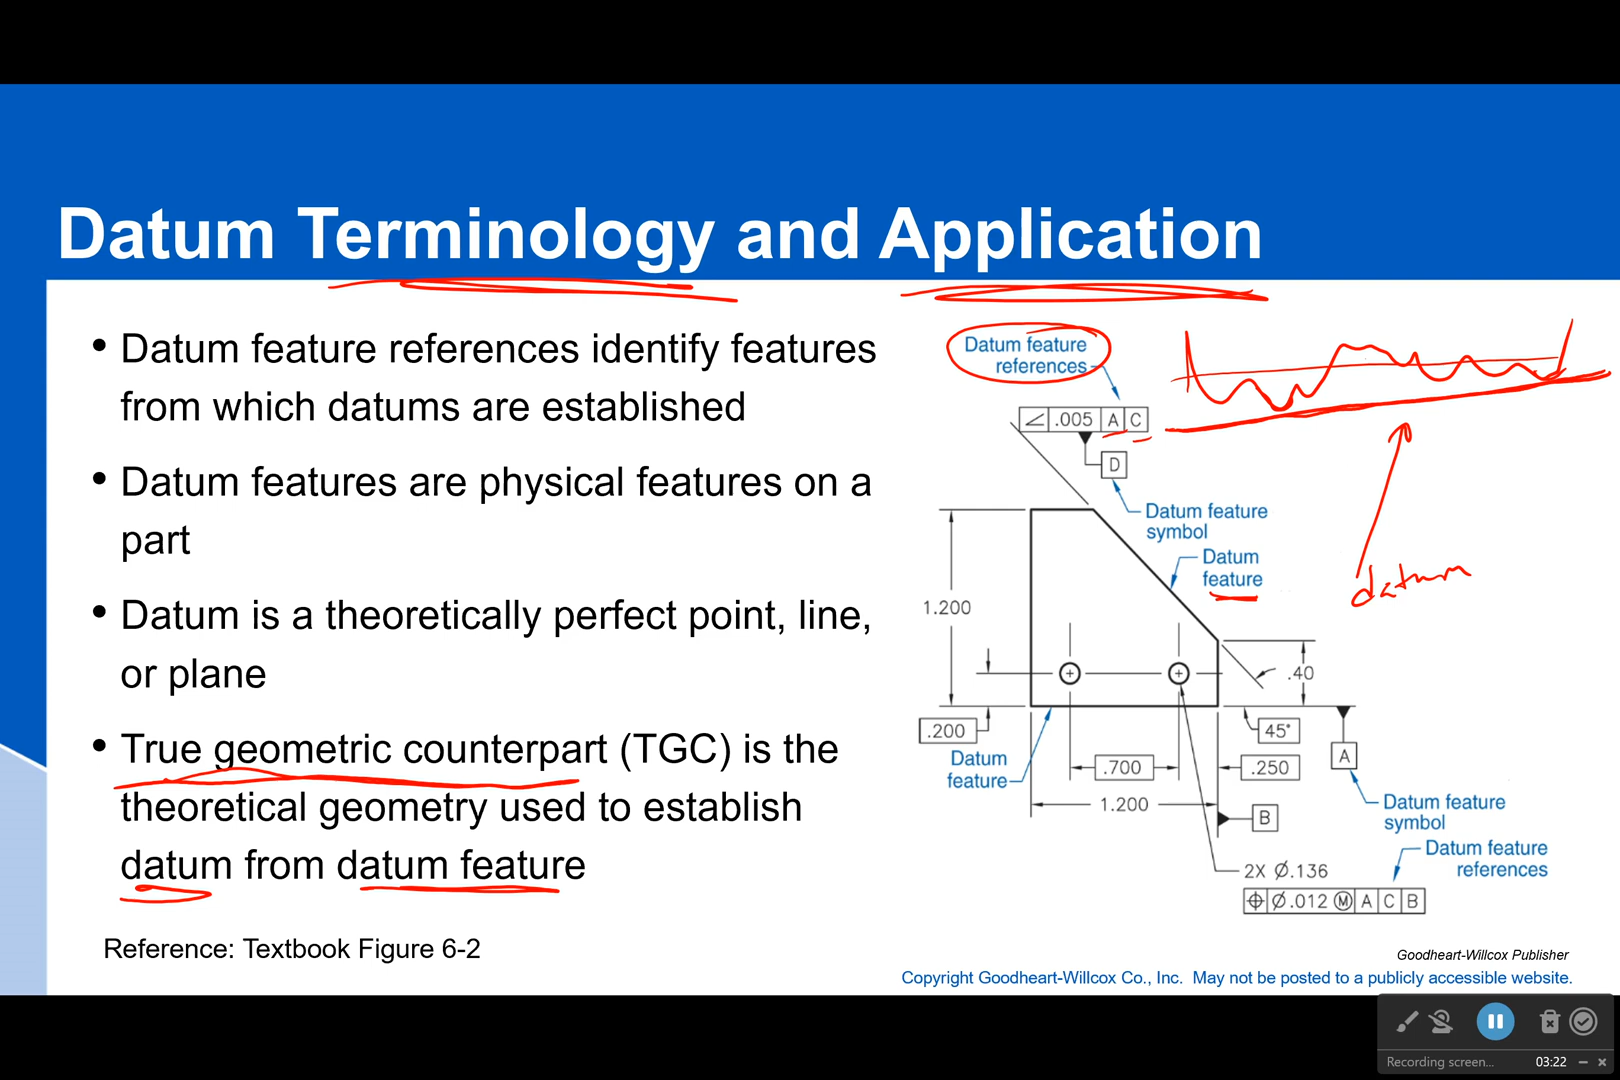 Datum Terminology and Application
• Datum feature references identify features
from which datums are established
• Datum features are physical features on a
part
• Datum is a theoretically perfect point, line,
or plane
• True geometric counterpart (TGC) is the
theoretical geometry used to establish
datum from datum feature
Reference: Textbook Figure 6-2
Datum feature
references
∠ .005 A C
D
Datum feature
symbol
Datum
feature
datum
1.200
.40
.200
45°
A
Datum
feature
.700
.250
1.200
B
Datum feature
symbol
Datum feature
references
2X Ø.136
⌖ Ø.012 Ⓜ A C B
Goodheart-Willcox Publisher
Copyright Goodheart-Willcox Co., Inc. May not be posted to a publicly accessible website.
Recording screen... 03:22